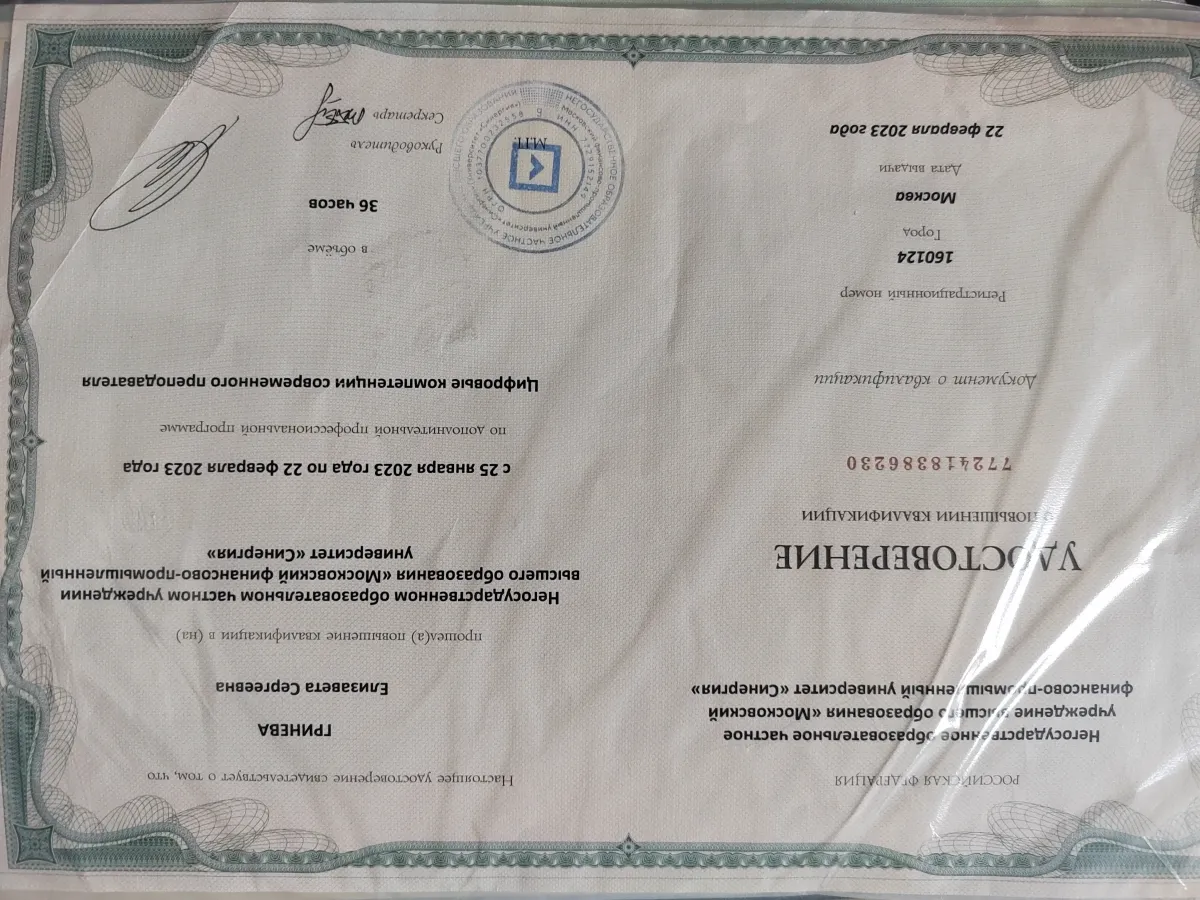 РОССИЙСКАЯ ФЕДЕРАЦИЯ
Негосударственное образовательное частное
учреждение высшего образования «Московский
финансово-промышленный университет «Синергия»
УДОСТОВЕРЕНИЕ
О ПОВЫШЕНИИ КВАЛИФИКАЦИИ
772418386230
Документ о квалификации
Регистрационный номер
160124
Город
Москва
Дата выдачи
22 февраля 2023 года
Настоящее удостоверение свидетельствует о том, что
ГРИНЕВА
Елизавета Сергеевна
прошел(а) повышение квалификации в (на)
Негосударственном образовательном частном учреждении
высшего образования «Московский финансово-промышленный
университет «Синергия»
с 25 января 2023 года по 22 февраля 2023 года
по дополнительной профессиональной программе
Цифровые компетенции современного преподавателя
в объёме
36 часов
Руководитель
Секретарь
М.П.